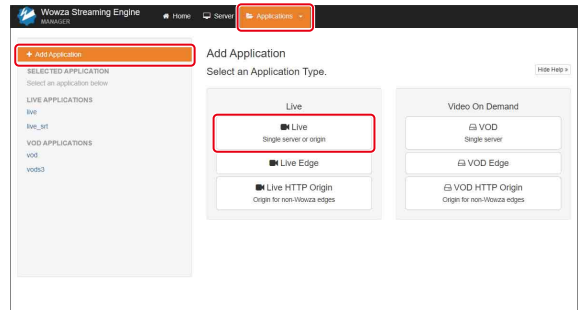 Wowza Streaming Engine
MANAGER
Home
Server
Applications
+ Add Application
SELECTED APPLICATION
Select an application below
LIVE APPLICATIONS
live
live_srt
VOD APPLICATIONS
vod
vods3
Add Application
Select an Application Type.
Hide Help »
Live
Live
Single server or origin
Live Edge
Live HTTP Origin
Origin for non-Wowza edges
Video On Demand
VOD
Single server
VOD Edge
VOD HTTP Origin
Origin for non-Wowza edges